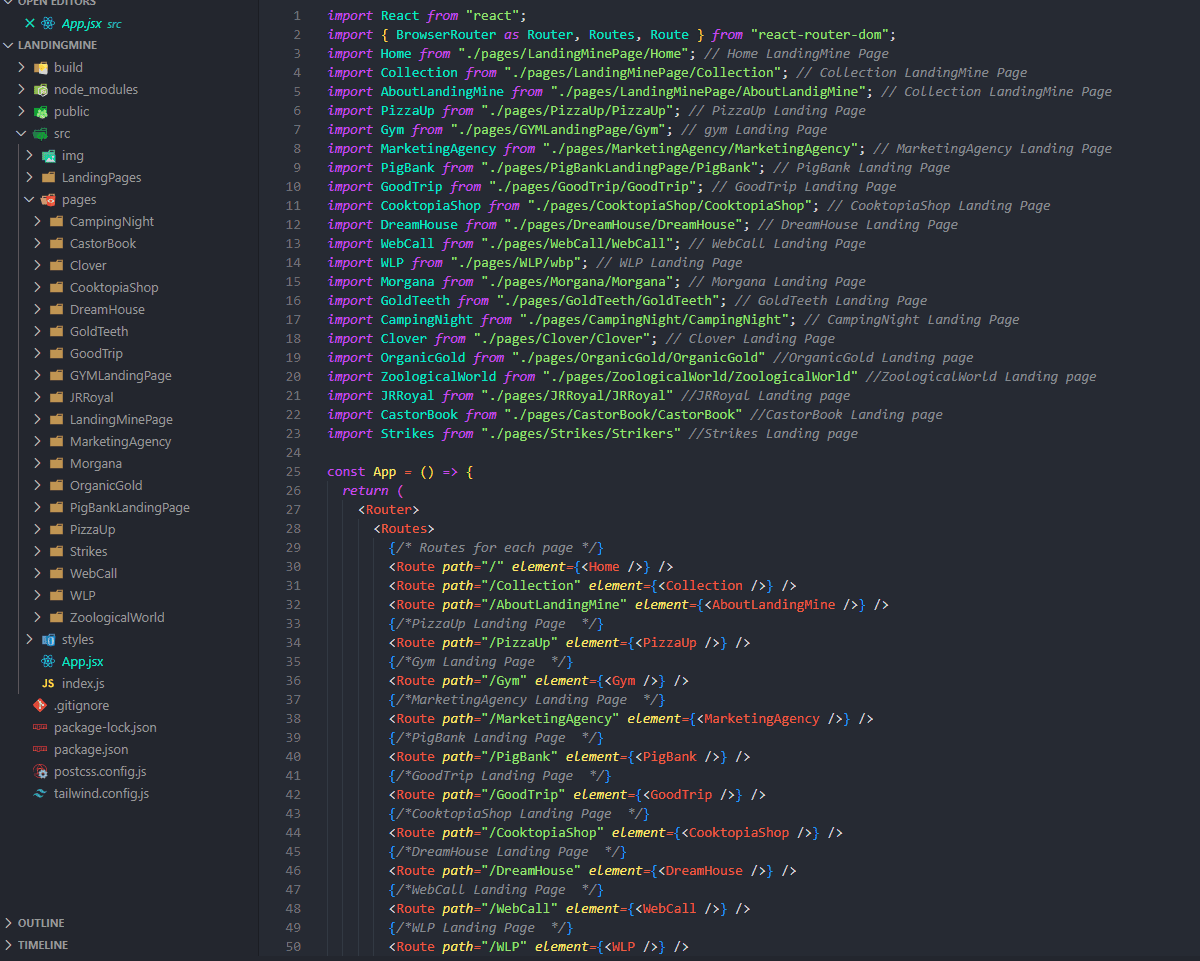 OPEN EDITORS
App.jsx src
LANDINGMINE
build
node_modules
public
src
img
LandingPages
pages
CampingNight
CastorBook
Clover
CooktopiaShop
DreamHouse
GoldTeeth
GoodTrip
GYMLandingPage
JRRoyal
LandingMinePage
MarketingAgency
Morgana
OrganicGold
PigBankLandingPage
PizzaUp
Strikes
WebCall
WLP
ZoologicalWorld
styles
App.jsx
JS index.js
.gitignore
package-lock.json
package.json
postcss.config.js
tailwind.config.js
OUTLINE
TIMELINE
1 import React from "react";
2 import { BrowserRouter as Router, Routes, Route } from "react-router-dom";
3 import Home from "./pages/LandingMinePage/Home"; // Home LandingMine Page
4 import Collection from "./pages/LandingMinePage/Collection"; // Collection LandingMine Page
5 import AboutLandingMine from "./pages/LandingMinePage/AboutLandigMine"; // Collection LandingMine Page
6 import PizzaUp from "./pages/PizzaUp/PizzaUp"; // PizzaUp Landing Page
7 import Gym from "./pages/GYMLandingPage/Gym"; // gym Landing Page
8 import MarketingAgency from "./pages/MarketingAgency/MarketingAgency"; // MarketingAgency Landing Page
9 import PigBank from "./pages/PigBankLandingPage/PigBank"; // PigBank Landing Page
10 import GoodTrip from "./pages/GoodTrip/GoodTrip"; // GoodTrip Landing Page
11 import CooktopiaShop from "./pages/CooktopiaShop/CooktopiaShop"; // CooktopiaShop Landing Page
12 import DreamHouse from "./pages/DreamHouse/DreamHouse"; // DreamHouse Landing Page
13 import WebCall from "./pages/WebCall/WebCall"; // WebCall Landing Page
14 import WLP from "./pages/WLP/wbp"; // WLP Landing Page
15 import Morgana from "./pages/Morgana/Morgana"; // Morgana Landing Page
16 import GoldTeeth from "./pages/GoldTeeth/GoldTeeth"; // GoldTeeth Landing Page
17 import CampingNight from "./pages/CampingNight/CampingNight"; // CampingNight Landing Page
18 import Clover from "./pages/Clover/Clover"; // Clover Landing Page
19 import OrganicGold from "./pages/OrganicGold/OrganicGold" //OrganicGold Landing page
20 import ZoologicalWorld from "./pages/ZoologicalWorld/ZoologicalWorld" //ZoologicalWorld Landing page
21 import JRRoyal from "./pages/JRRoyal/JRRoyal" //JRRoyal Landing page
22 import CastorBook from "./pages/CastorBook/CastorBook" //CastorBook Landing page
23 import Strikes from "./pages/Strikes/Strikers" //Strikes Landing page
24
25 const App = () => {
26 return (
27 <Router>
28 <Routes>
29 {/* Routes for each page */}
30 <Route path="/" element={<Home />} />
31 <Route path="/Collection" element={<Collection />} />
32 <Route path="/AboutLandingMine" element={<AboutLandingMine />} />
33 {/*PizzaUp Landing Page  */}
34 <Route path="/PizzaUp" element={<PizzaUp />} />
35 {/*Gym Landing Page  */}
36 <Route path="/Gym" element={<Gym />} />
37 {/*MarketingAgency Landing Page  */}
38 <Route path="/MarketingAgency" element={<MarketingAgency />} />
39 {/*PigBank Landing Page  */}
40 <Route path="/PigBank" element={<PigBank />} />
41 {/*GoodTrip Landing Page  */}
42 <Route path="/GoodTrip" element={<GoodTrip />} />
43 {/*CooktopiaShop Landing Page  */}
44 <Route path="/CooktopiaShop" element={<CooktopiaShop />} />
45 {/*DreamHouse Landing Page  */}
46 <Route path="/DreamHouse" element={<DreamHouse />} />
47 {/*WebCall Landing Page  */}
48 <Route path="/WebCall" element={<WebCall />} />
49 {/*WLP Landing Page  */}
50 <Route path="/WLP" element={<WLP />} />